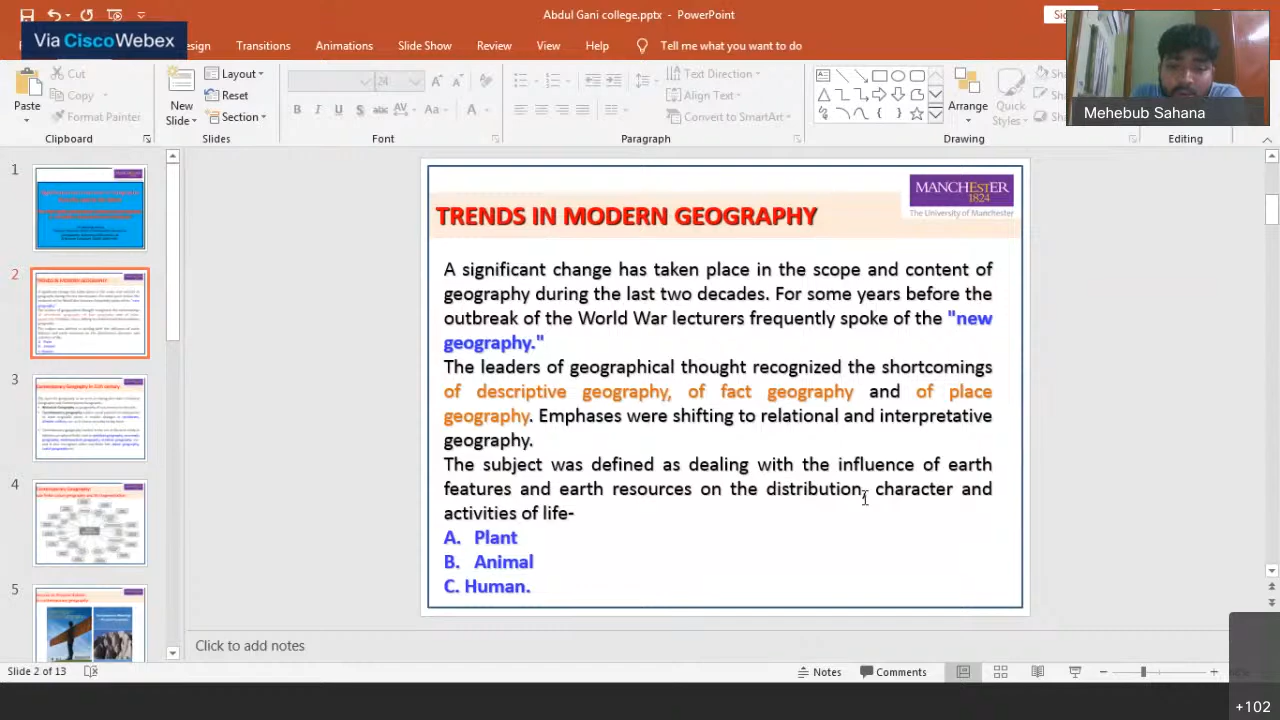 Abdul Gani college.pptx - PowerPoint
Via CiscoWebex
Transitions Animations Slide Show Review View Help Tell me what you want to do
Cut
Copy
Format Painter
Paste
Clipboard
New
Slide
Layout
Reset
Section
Slides
24
Font
Text Direction
Align Text
Convert to SmartArt
Paragraph
Arrange
Quick
Styles
Drawing
Editing
Mehebub Sahana
1
2
3
4
5
MANCHESTER
1824
The University of Manchester
TRENDS IN MODERN GEOGRAPHY
A significant change has taken place in the scope and content of
geography during the last two decades. For some years before the
outbreak of the World War lecturers frequently spoke of the "new
geography."
The leaders of geographical thought recognized the shortcomings
of descriptive geography, of fact geography and of place
geography. Emphases were shifting to rational and interpretative
geography.
The subject was defined as dealing with the influence of earth
features and earth resources on the distribution, character and
activities of life-
A. Plant
B. Animal
C. Human.
Click to add notes
Slide 2 of 13
Notes
Comments
+102